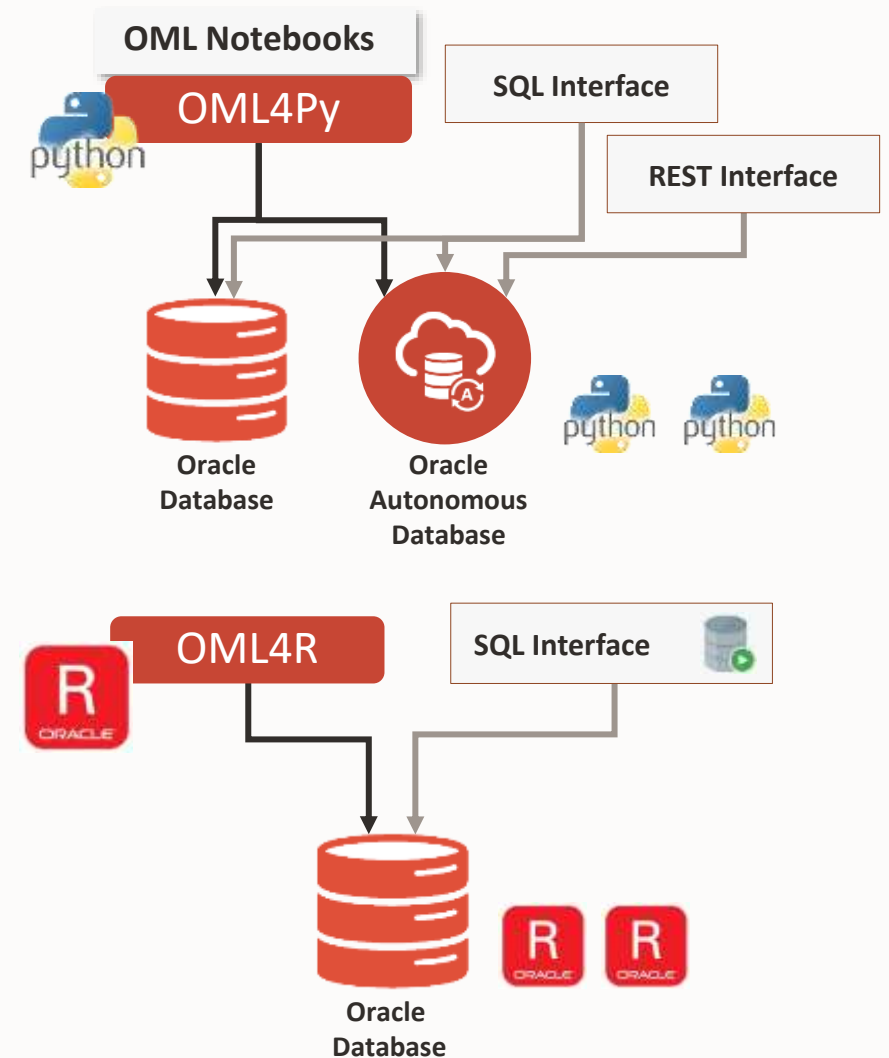 OML Notebooks
OML4Py
python
SQL Interface
REST Interface
A
Oracle
Database
Oracle
Autonomous
Database
python
python
OML4R
R
ORACLE
SQL Interface
R
ORACLE
R
ORACLE
Oracle
Database